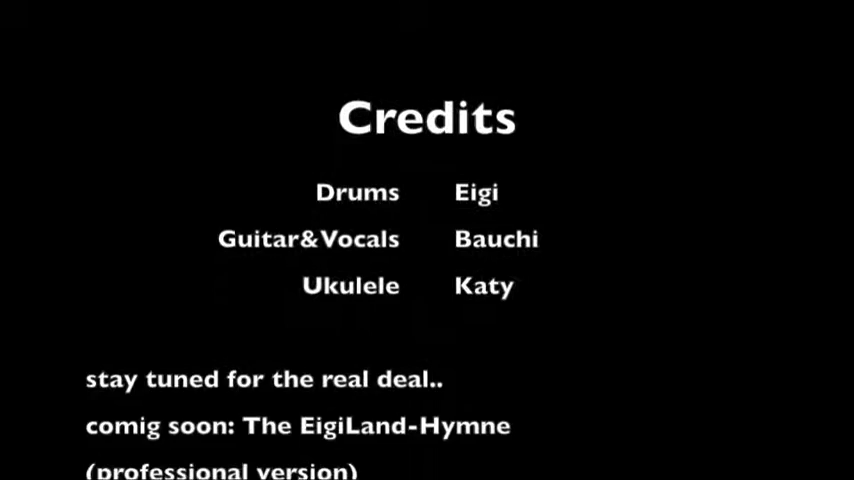 Credits
Drums Eigi
Guitar&Vocals Bauchi
Ukulele Katy
stay tuned for the real deal..
comig soon: The EigiLand-Hymne
(professional version)